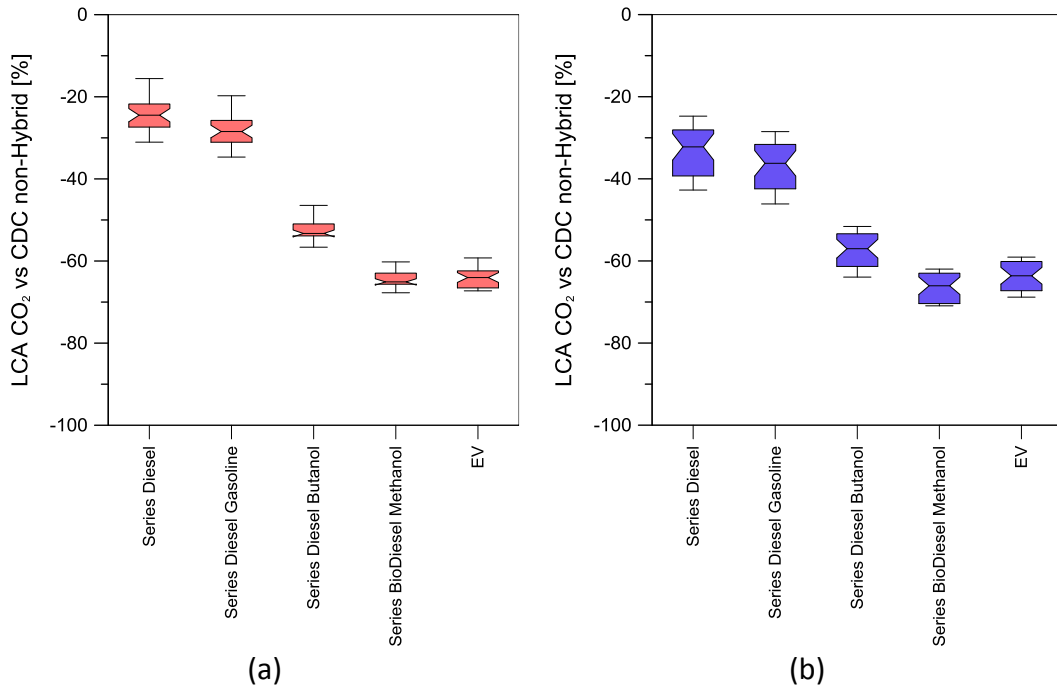 LCA CO₂ vs CDC non-Hybrid [%]
0
-20
-40
-60
-80
-100
Series Diesel
Series Diesel Gasoline
Series Diesel Butanol
Series BioDiesel Methanol
EV
(a)
LCA CO₂ vs CDC non-Hybrid [%]
0
-20
-40
-60
-80
-100
Series Diesel
Series Diesel Gasoline
Series Diesel Butanol
Series BioDiesel Methanol
EV
(b)